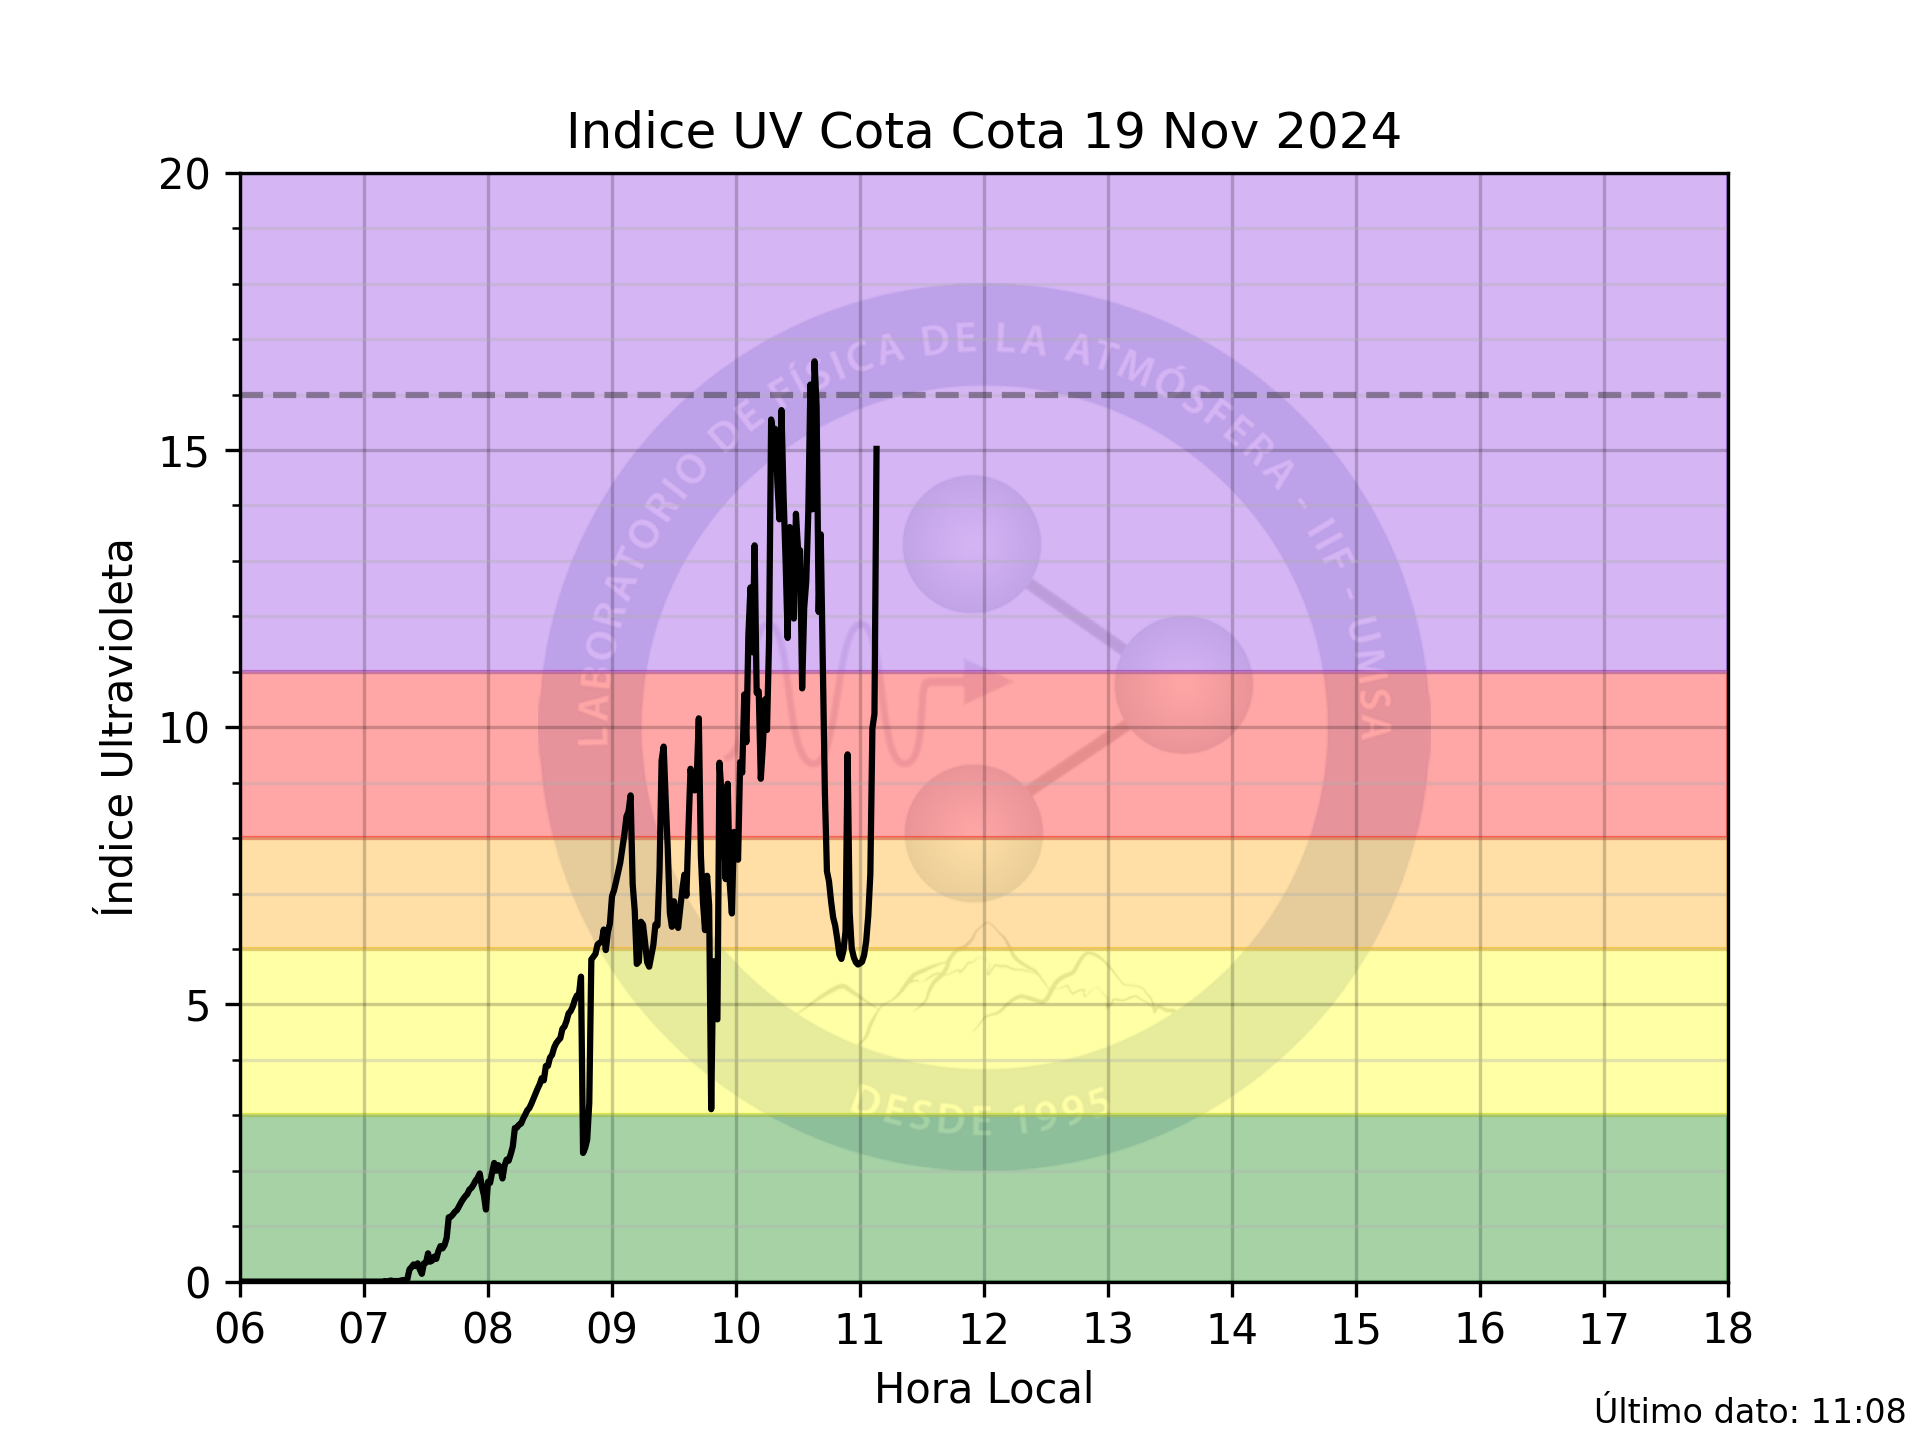 Indice UV Cota Cota 19 Nov 2024
20
15
10
5
0
Índice Ultravioleta
LABORATORIO DE FÍSICA DE LA ATMÓSFERA - IIF - UMSA
DESDE 1995
06 07 08 09 10 11 12 13 14 15 16 17 18
Hora Local
Último dato: 11:08